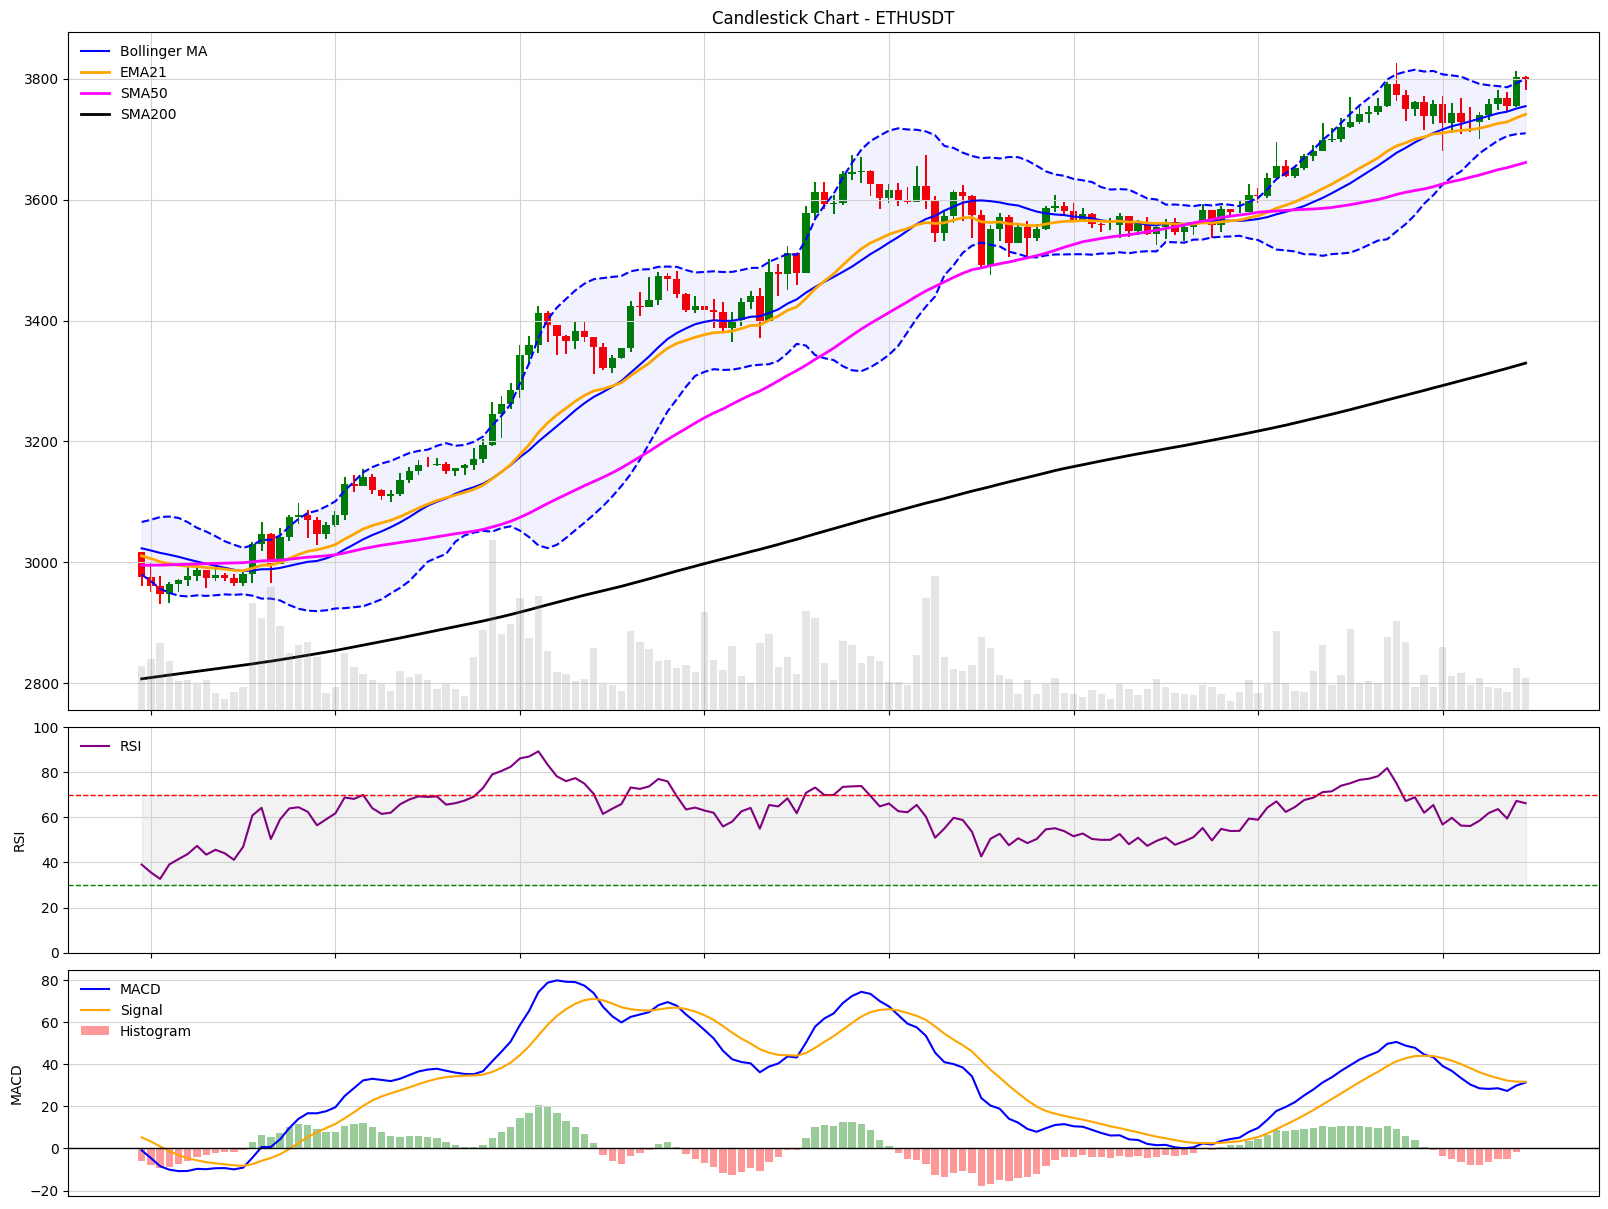 Candlestick Chart - ETHUSDT
Bollinger MA
EMA21
SMA50
SMA200
3800
3600
3400
3200
3000
2800
100
80
60
40
20
0
RSI
RSI
80
60
40
20
0
−20
MACD
MACD
Signal
Histogram